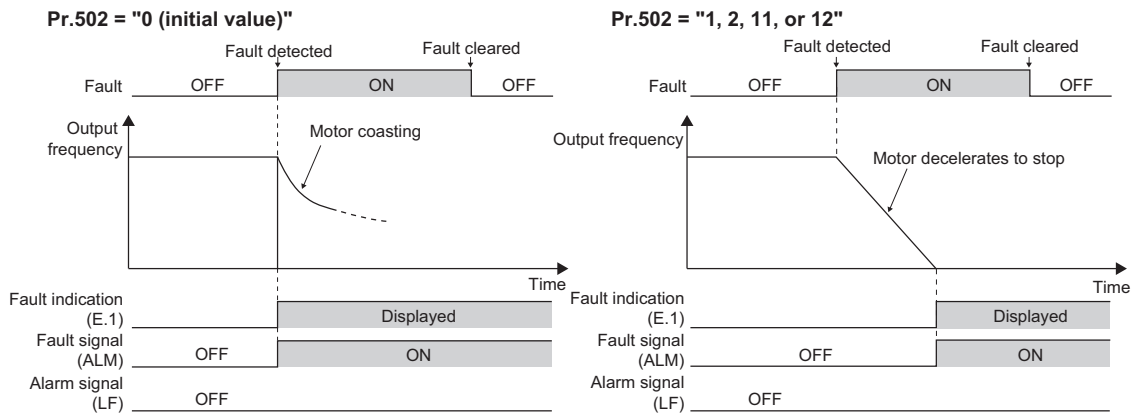 Pr.502 = "0 (initial value)"
Fault detected
Fault cleared
Fault
OFF
ON
OFF
Output
frequency
Motor coasting
Time
Fault indication
(E.1)
Displayed
Fault signal
(ALM)
OFF
ON
Alarm signal
(LF)
OFF
Pr.502 = "1, 2, 11, or 12"
Fault detected
Fault cleared
Fault
OFF
ON
OFF
Output frequency
Motor decelerates to stop
Time
Fault indication
(E.1)
Displayed
Fault signal
(ALM)
OFF
ON
Alarm signal
(LF)
OFF